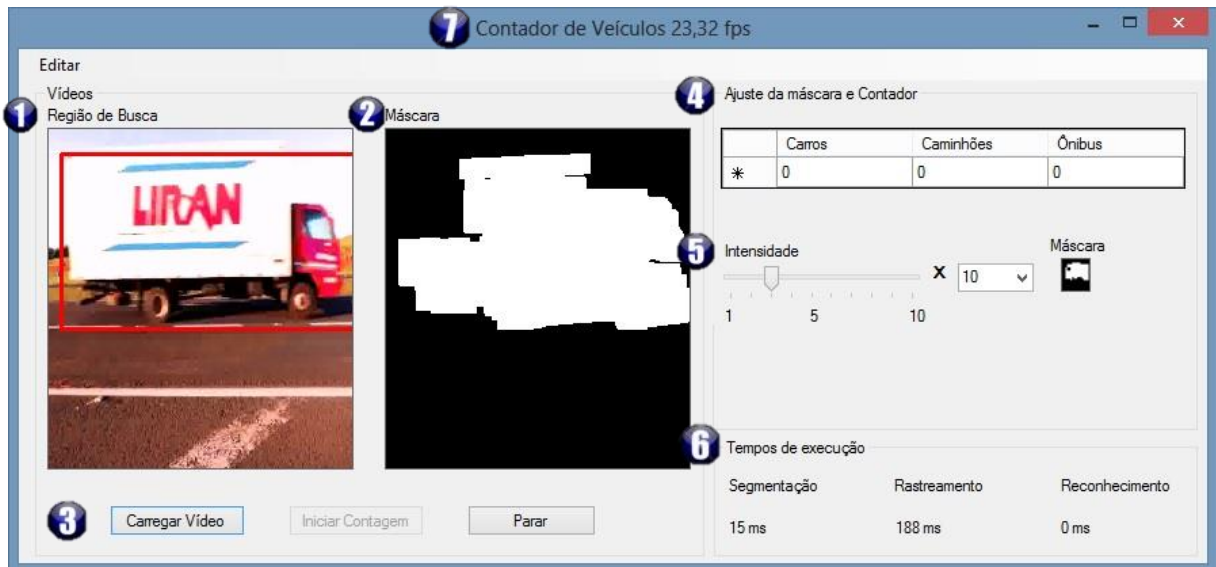 7 Contador de Veículos 23,32 fps
Editar
Vídeos
1 Região de Busca
2 Máscara
LIRAN
3 Carregar Vídeo Iniciar Contagem Parar
4 Ajuste da máscara e Contador
Carros Caminhões Ônibus
* 0 0 0
5 Intensidade
X 10
Máscara
1 5 10
6 Tempos de execução
Segmentação Rastreamento Reconhecimento
15 ms 188 ms 0 ms